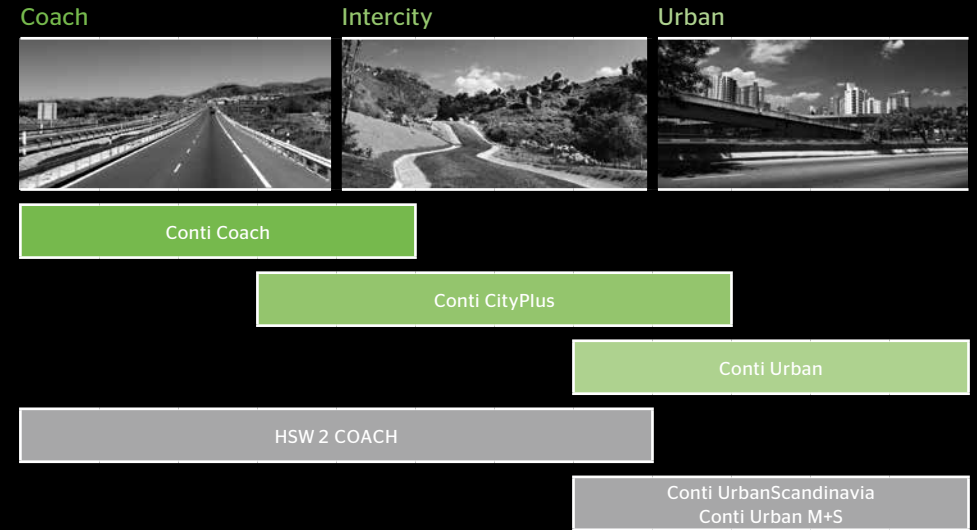 Coach
Intercity
Urban
Conti Coach
Conti CityPlus
Conti Urban
HSW 2 COACH
Conti UrbanScandinavia
Conti Urban M+S